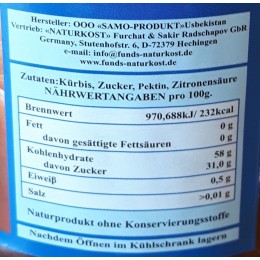 Hersteller: OOO «SAMO-PRODUKT»Usbekistan
Vertrieb: «NATURKOST» Furchat & Sakir Radschapov GbR
Germany, Stutenhofstr. 6, D-72379 Hechingen
e-mail: info@funds-naturkost.de
www.funds-naturkost.de
Zutaten:Kürbis, Zucker, Pektin, Zitronensäure
NÄHRWERTANGABEN pro 100g.
Brennwert 970,688kJ/ 232kcal
Fett 0 g
davon gesättigte Fettsäuren 0 g
Kohlenhydrate 58 g
davon Zucker 31,0 g
Eiweiß 0,5 g
Salz >0,01 g
Naturprodukt ohne Konservierungsstoffe
Nachdem Öffnen im Kühlschrank lagern